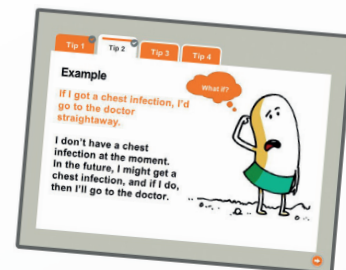 Tip 1
Tip 2
Tip 3
Tip 4
Example
If I got a chest infection, I'd
go to the doctor
straightaway.
What if?
I don't have a chest
infection at the moment.
In the future, I might get a
chest infection, and if I do,
then I'll go to the doctor.